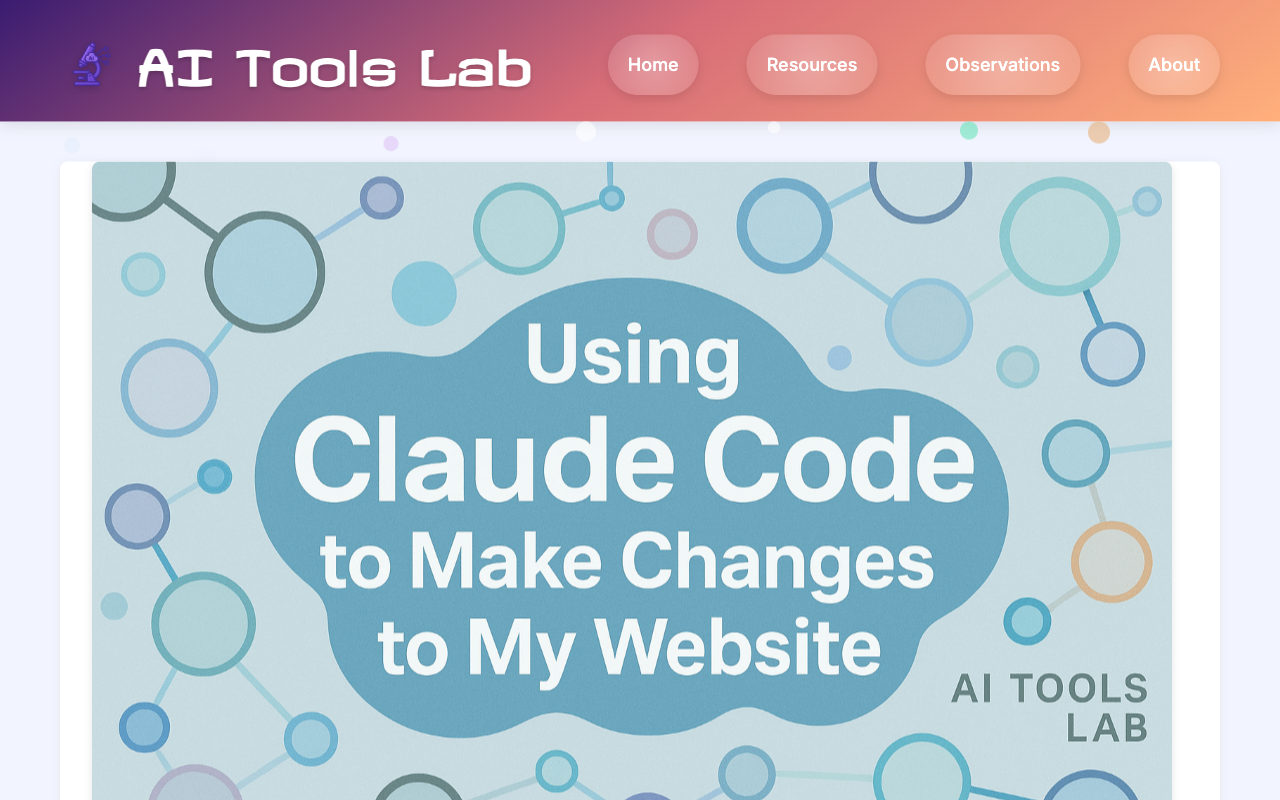 AI Tools Lab
Home
Resources
Observations
About
Using
Claude Code
to Make Changes
to My Website
AI TOOLS
LAB